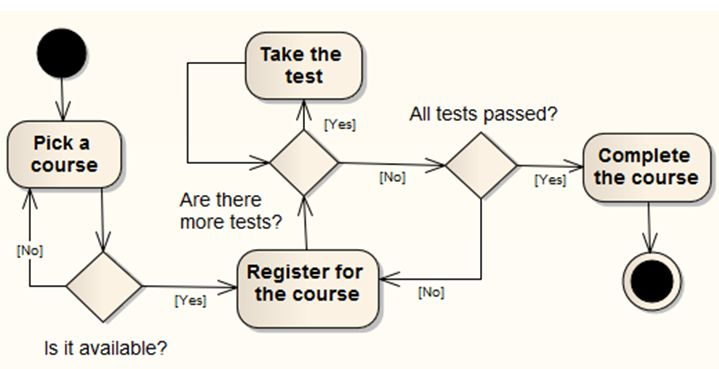 Take the
test
[Yes]
All tests passed?
Pick a
course
Complete
the course
[No]
[Yes]
Are there
more tests?
[No]
Register for
the course
[Yes]
[No]
Is it available?